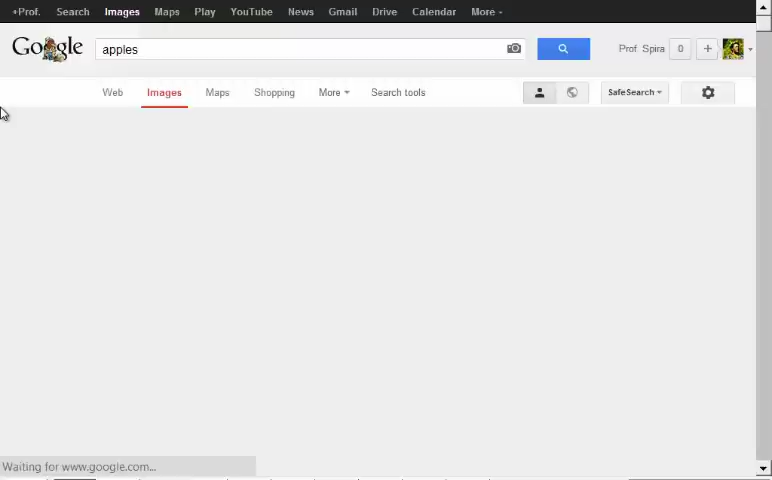 +Prof. Search Images Maps Play YouTube News Gmail Drive Calendar More
Google apples Prof. Spira 0 +
Web Images Maps Shopping More Search tools SafeSearch
Waiting for www.google.com...